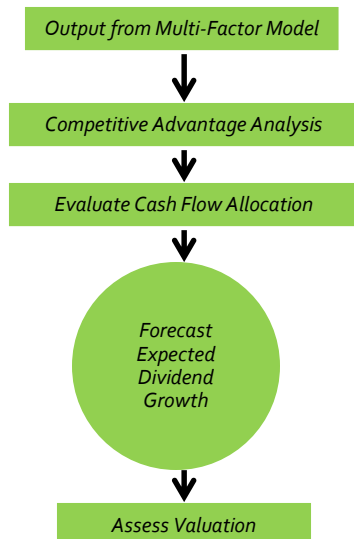 Output from Multi-Factor Model
Competitive Advantage Analysis
Evaluate Cash Flow Allocation
Forecast
Expected
Dividend
Growth
Assess Valuation